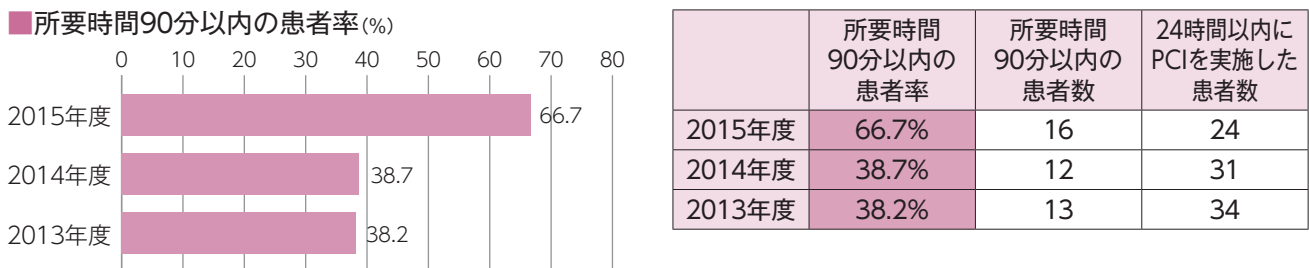 ■所要時間90分以内の患者率(%)
0 10 20 30 40 50 60 70 80
2015年度 66.7
2014年度 38.7
2013年度 38.2
所要時間
90分以内の
患者率
所要時間
90分以内の
患者数
24時間以内に
PCIを実施した
患者数
2015年度 66.7% 16 24
2014年度 38.7% 12 31
2013年度 38.2% 13 34